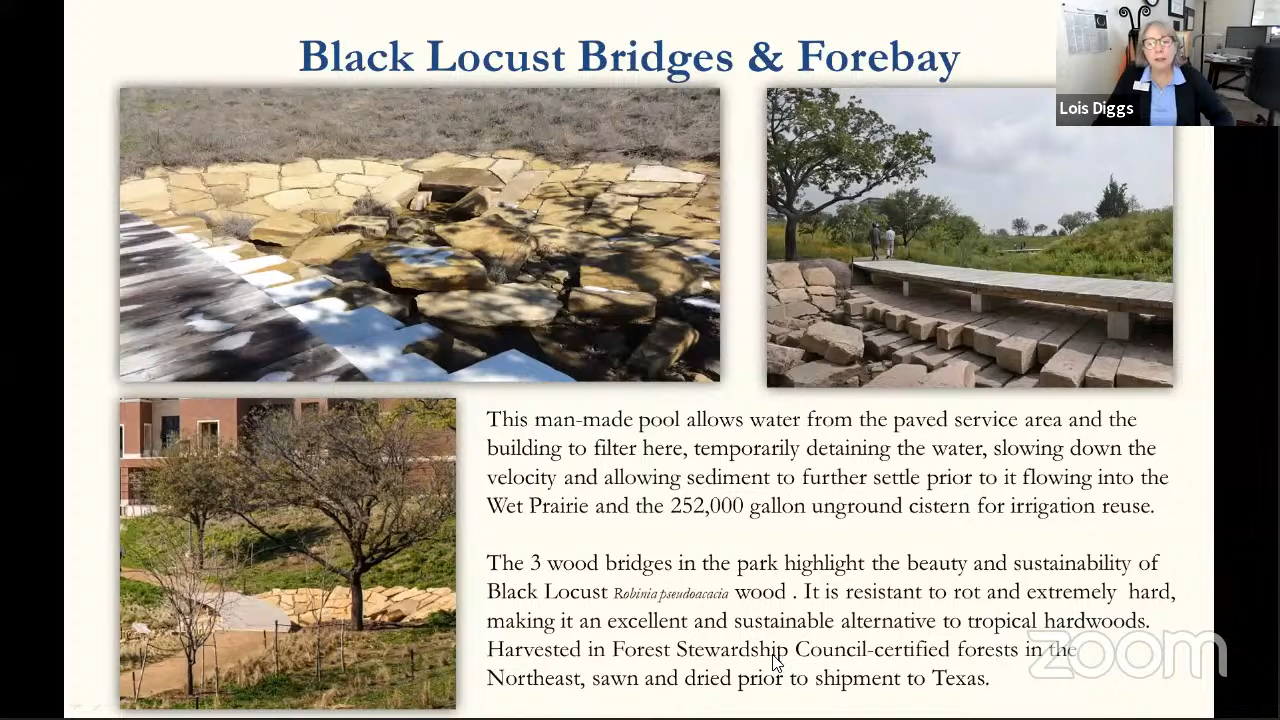 Black Locust Bridges & Forebay
Lois Diggs
This man-made pool allows water from the paved service area and the
building to filter here, temporarily detaining the water, slowing down the
velocity and allowing sediment to further settle prior to it flowing into the
Wet Prairie and the 252,000 gallon unground cistern for irrigation reuse.
The 3 wood bridges in the park highlight the beauty and sustainability of
Black Locust Robinia pseudoacacia wood . It is resistant to rot and extremely hard,
making it an excellent and sustainable alternative to tropical hardwoods.
Harvested in Forest Stewardship Council-certified forests in the
Northeast, sawn and dried prior to shipment to Texas.
zoom